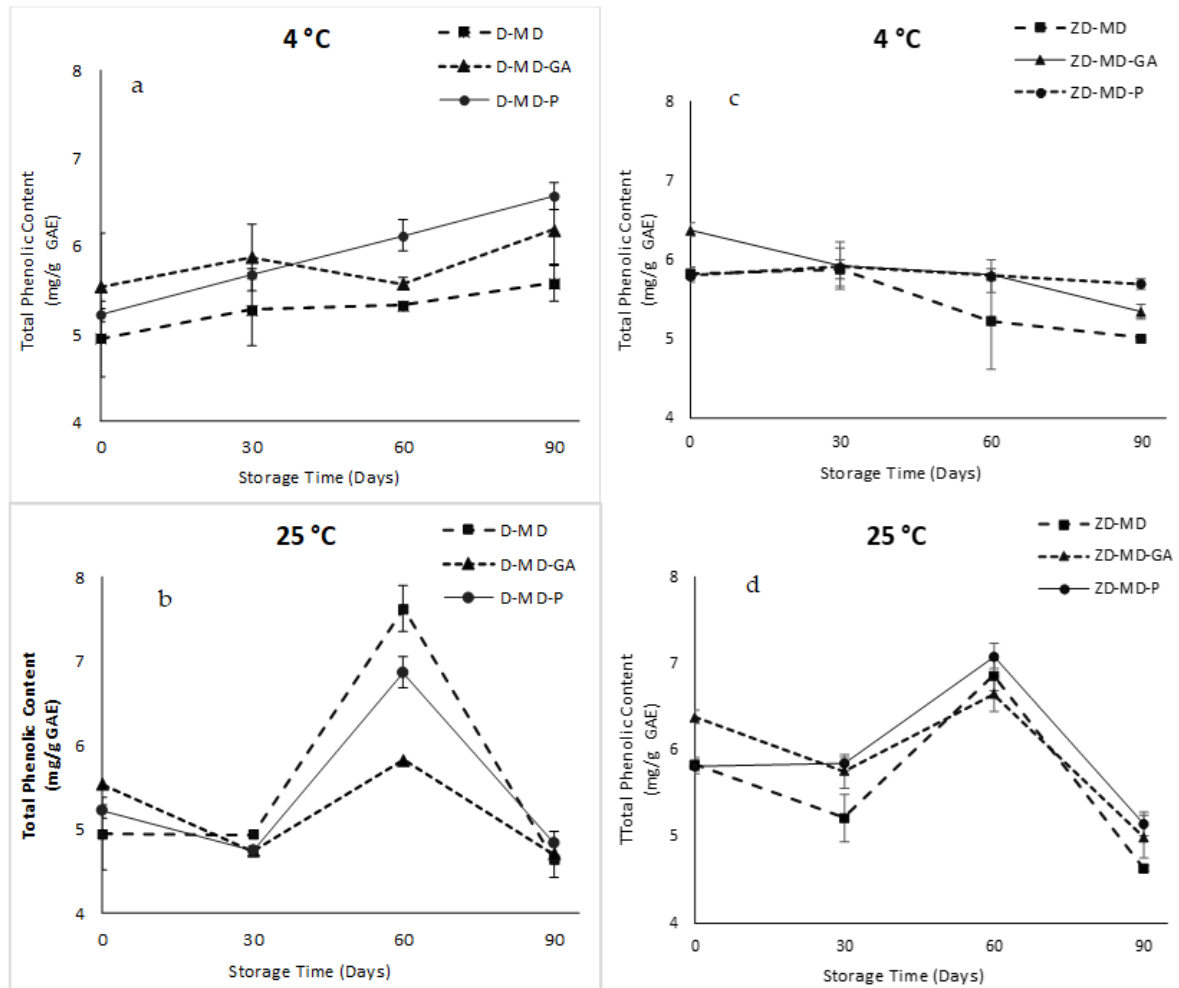 4 °C
D-MD
D-MD-GA
D-MD-P
a
8
7
6
5
4
Total Phenolic Content
(mg/g GAE)
0 30 60 90
Storage Time (Days)
4 °C
ZD-MD
ZD-MD-GA
ZD-MD-P
c
8
7
6
5
4
Total Phenolic Content
(mg/g GAE)
0 30 60 90
Storage Time (Days)
25 °C
D-MD
D-MD-GA
D-MD-P
b
8
7
6
5
4
Total Phenolic Content
(mg/g GAE)
0 30 60 90
Storage Time (Days)
25 °C
ZD-MD
ZD-MD-GA
ZD-MD-P
d
8
7
6
5
4
TTotal Phenolic Content
(mg/g GAE)
0 30 60 90
Storage Time (Days)